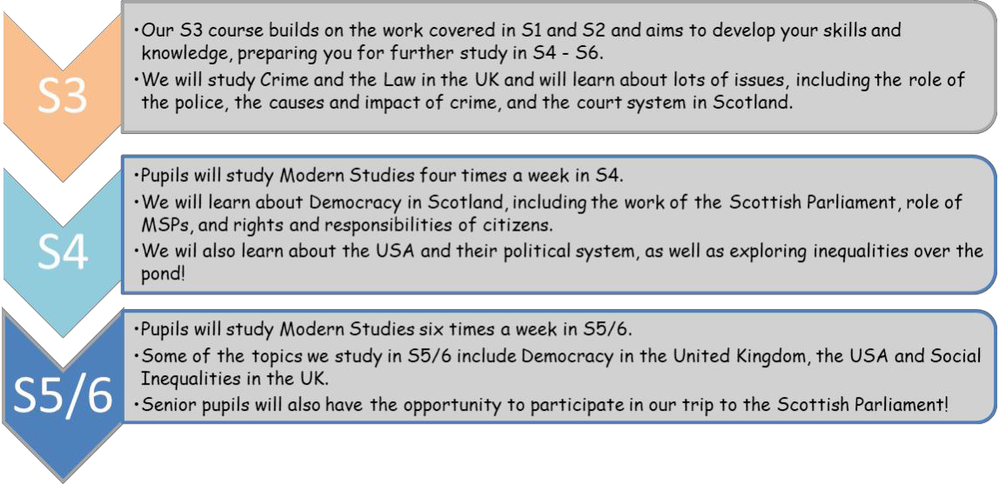 S3
•Our S3 course builds on the work covered in S1 and S2 and aims to develop your skills and
knowledge, preparing you for further study in S4 - S6.
•We will study Crime and the Law in the UK and will learn about lots of issues, including the role of
the police, the causes and impact of crime, and the court system in Scotland.
S4
•Pupils will study Modern Studies four times a week in S4.
•We will learn about Democracy in Scotland, including the work of the Scottish Parliament, role of
MSPs, and rights and responsibilities of citizens.
•We wil also learn about the USA and their political system, as well as exploring inequalities over the
pond!
S5/6
•Pupils will study Modern Studies six times a week in S5/6.
•Some of the topics we study in S5/6 include Democracy in the United Kingdom, the USA and Social
Inequalities in the UK.
•Senior pupils will also have the opportunity to participate in our trip to the Scottish Parliament!